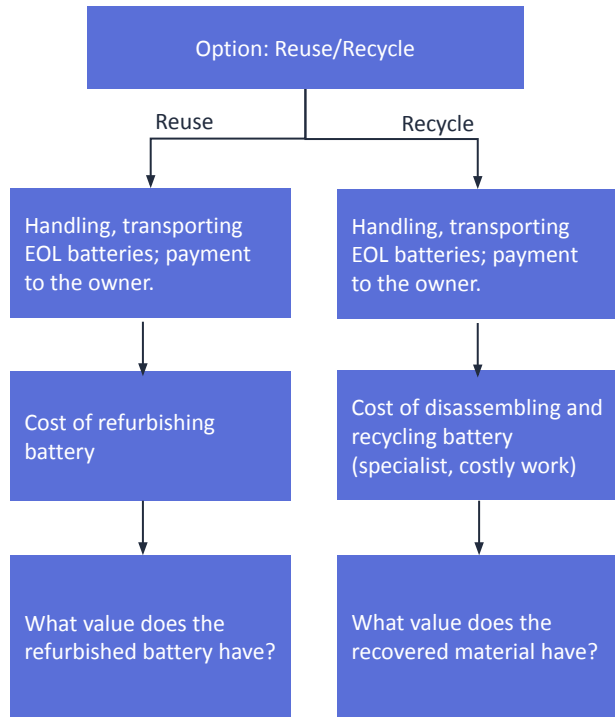 Option: Reuse/Recycle
Reuse
Recycle
Handling, transporting
EOL batteries; payment
to the owner.
Handling, transporting
EOL batteries; payment
to the owner.
Cost of refurbishing
battery
Cost of disassembling and
recycling battery
(specialist, costly work)
What value does the
refurbished battery have?
What value does the
recovered material have?